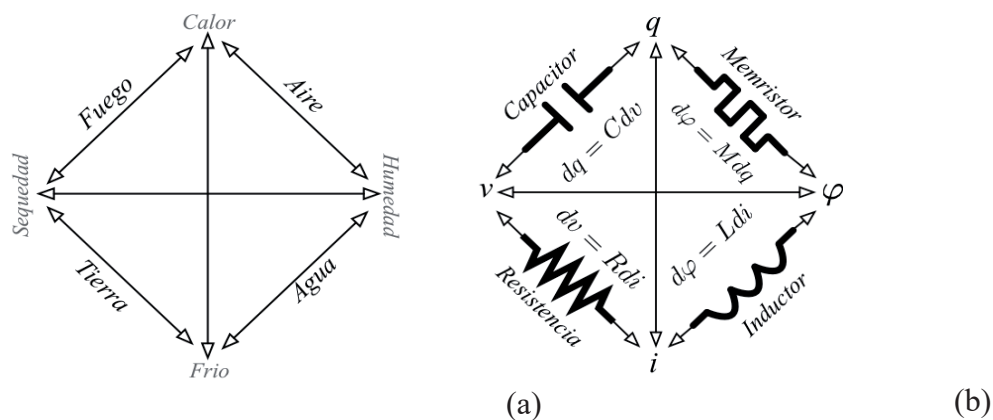 Calor
Fuego
Aire
Sequedad
Humedad
Tierra
Agua
Frio
(a)
q
Capacitor
Memristor
dq = Cdv
dφ = Mdq
v
φ
dv = Rdi
dφ = Ldi
Resistencia
Inductor
i
(b)